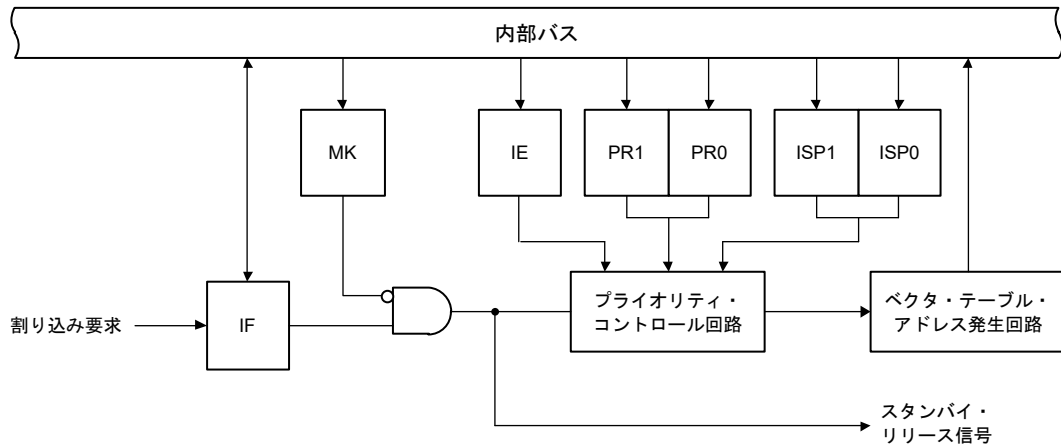 内部バス
MK
IE
PR1
PR0
ISP1
ISP0
割り込み要求
IF
プライオリティ・
コントロール回路
ベクタ・テーブル・
アドレス発生回路
スタンバイ・
リリース信号